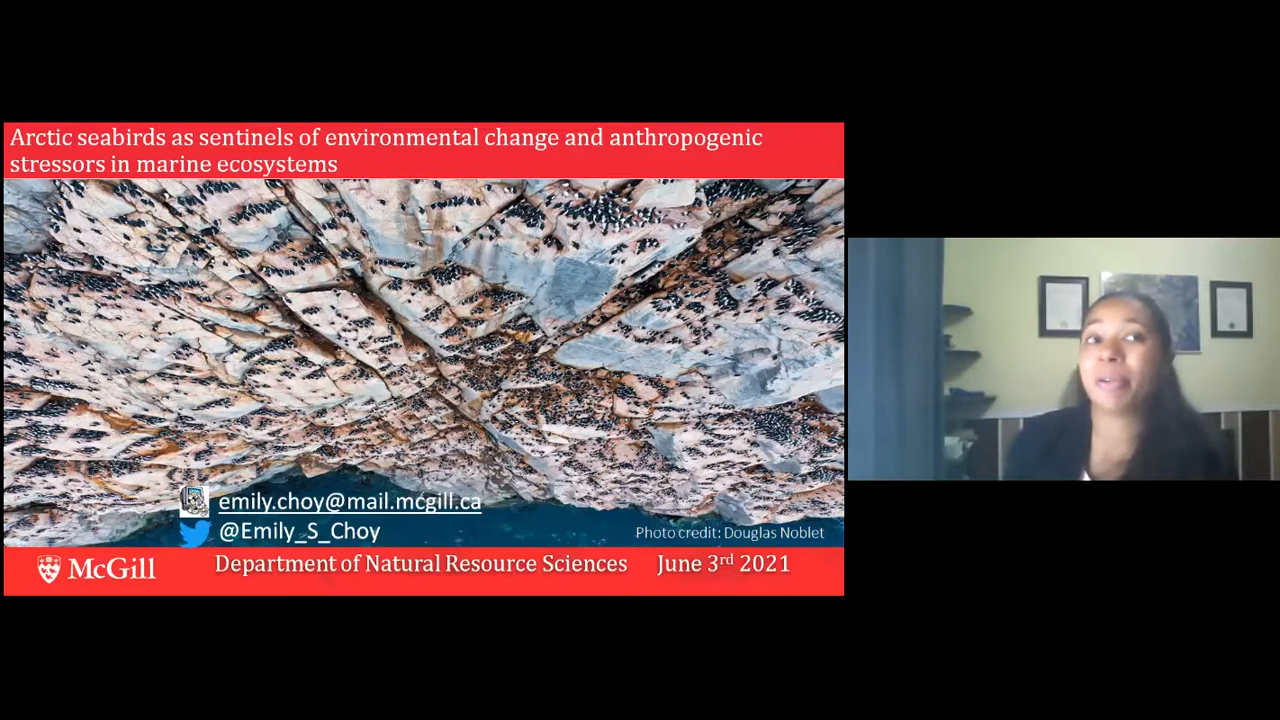 Arctic seabirds as sentinels of environmental change and anthropogenic
stressors in marine ecosystems
emily.choy@mail.mcgill.ca
@Emily_S_Choy
Photo credit: Douglas Noblet
McGill
Department of Natural Resource Sciences
June 3rd 2021